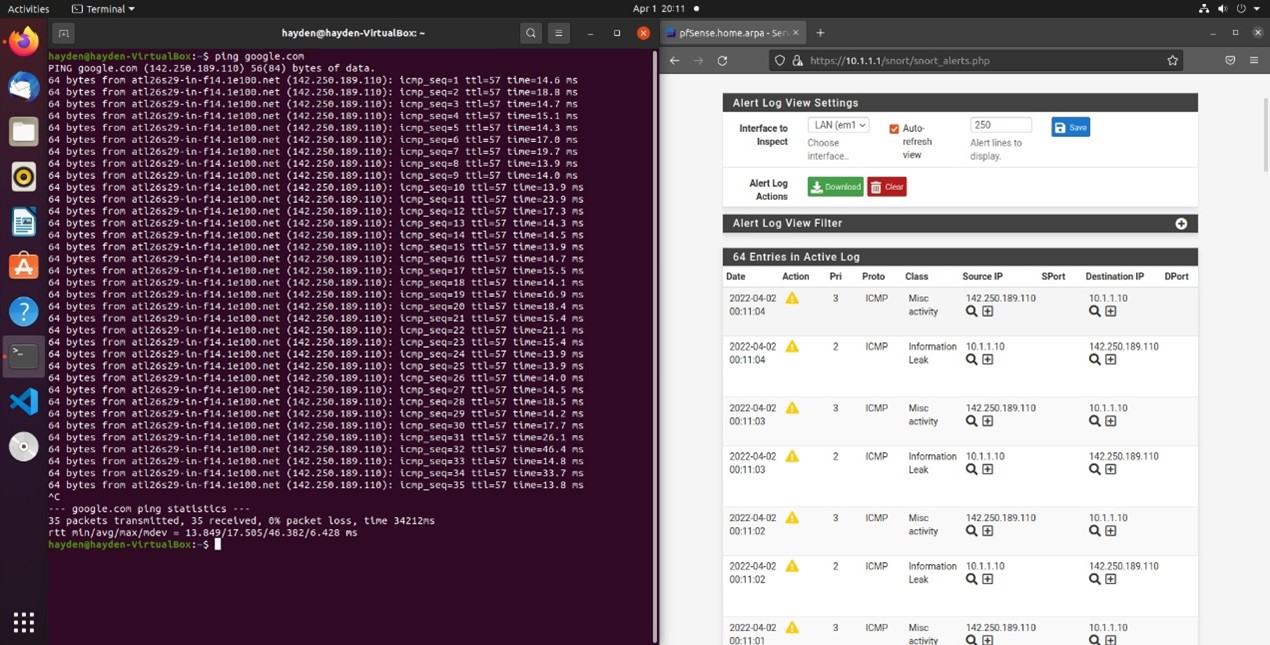 Activities
Terminal
Apr 1 20:11
hayden@hayden-VirtualBox: ~
hayden@hayden-VirtualBox:~$ ping google.com
PING google.com (142.250.189.110) 56(84) bytes of data.
64 bytes from atl26s29-in-f14.1e100.net (142.250.189.110): icmp_seq=1 ttl=57 time=14.6 ms
64 bytes from atl26s29-in-f14.1e100.net (142.250.189.110): icmp_seq=2 ttl=57 time=18.8 ms
64 bytes from atl26s29-in-f14.1e100.net (142.250.189.110): icmp_seq=3 ttl=57 time=14.7 ms
64 bytes from atl26s29-in-f14.1e100.net (142.250.189.110): icmp_seq=4 ttl=57 time=15.1 ms
64 bytes from atl26s29-in-f14.1e100.net (142.250.189.110): icmp_seq=5 ttl=57 time=14.3 ms
64 bytes from atl26s29-in-f14.1e100.net (142.250.189.110): icmp_seq=6 ttl=57 time=17.0 ms
64 bytes from atl26s29-in-f14.1e100.net (142.250.189.110): icmp_seq=7 ttl=57 time=19.7 ms
64 bytes from atl26s29-in-f14.1e100.net (142.250.189.110): icmp_seq=8 ttl=57 time=13.9 ms
64 bytes from atl26s29-in-f14.1e100.net (142.250.189.110): icmp_seq=9 ttl=57 time=14.0 ms
64 bytes from atl26s29-in-f14.1e100.net (142.250.189.110): icmp_seq=10 ttl=57 time=13.9 ms
64 bytes from atl26s29-in-f14.1e100.net (142.250.189.110): icmp_seq=11 ttl=57 time=23.9 ms
64 bytes from atl26s29-in-f14.1e100.net (142.250.189.110): icmp_seq=12 ttl=57 time=17.3 ms
64 bytes from atl26s29-in-f14.1e100.net (142.250.189.110): icmp_seq=13 ttl=57 time=14.3 ms
64 bytes from atl26s29-in-f14.1e100.net (142.250.189.110): icmp_seq=14 ttl=57 time=14.5 ms
64 bytes from atl26s29-in-f14.1e100.net (142.250.189.110): icmp_seq=15 ttl=57 time=13.9 ms
64 bytes from atl26s29-in-f14.1e100.net (142.250.189.110): icmp_seq=16 ttl=57 time=14.7 ms
64 bytes from atl26s29-in-f14.1e100.net (142.250.189.110): icmp_seq=17 ttl=57 time=15.5 ms
64 bytes from atl26s29-in-f14.1e100.net (142.250.189.110): icmp_seq=18 ttl=57 time=14.1 ms
64 bytes from atl26s29-in-f14.1e100.net (142.250.189.110): icmp_seq=19 ttl=57 time=16.9 ms
64 bytes from atl26s29-in-f14.1e100.net (142.250.189.110): icmp_seq=20 ttl=57 time=18.4 ms
64 bytes from atl26s29-in-f14.1e100.net (142.250.189.110): icmp_seq=21 ttl=57 time=15.4 ms
64 bytes from atl26s29-in-f14.1e100.net (142.250.189.110): icmp_seq=22 ttl=57 time=21.1 ms
64 bytes from atl26s29-in-f14.1e100.net (142.250.189.110): icmp_seq=23 ttl=57 time=15.4 ms
64 bytes from atl26s29-in-f14.1e100.net (142.250.189.110): icmp_seq=24 ttl=57 time=13.9 ms
64 bytes from atl26s29-in-f14.1e100.net (142.250.189.110): icmp_seq=25 ttl=57 time=13.9 ms
64 bytes from atl26s29-in-f14.1e100.net (142.250.189.110): icmp_seq=26 ttl=57 time=14.0 ms
64 bytes from atl26s29-in-f14.1e100.net (142.250.189.110): icmp_seq=27 ttl=57 time=14.5 ms
64 bytes from atl26s29-in-f14.1e100.net (142.250.189.110): icmp_seq=28 ttl=57 time=18.5 ms
64 bytes from atl26s29-in-f14.1e100.net (142.250.189.110): icmp_seq=29 ttl=57 time=14.2 ms
64 bytes from atl26s29-in-f14.1e100.net (142.250.189.110): icmp_seq=30 ttl=57 time=17.7 ms
64 bytes from atl26s29-in-f14.1e100.net (142.250.189.110): icmp_seq=31 ttl=57 time=26.1 ms
64 bytes from atl26s29-in-f14.1e100.net (142.250.189.110): icmp_seq=32 ttl=57 time=46.4 ms
64 bytes from atl26s29-in-f14.1e100.net (142.250.189.110): icmp_seq=33 ttl=57 time=14.8 ms
64 bytes from atl26s29-in-f14.1e100.net (142.250.189.110): icmp_seq=34 ttl=57 time=33.7 ms
64 bytes from atl26s29-in-f14.1e100.net (142.250.189.110): icmp_seq=35 ttl=57 time=13.8 ms
^C
--- google.com ping statistics ---
35 packets transmitted, 35 received, 0% packet loss, time 34212ms
rtt min/avg/max/mdev = 13.849/17.505/46.382/6.428 ms
hayden@hayden-VirtualBox:~$
pfSense.home.arpa - Ser
https://10.1.1.1/snort/snort_alerts.php
Alert Log View Settings
Interface to Inspect
LAN (em1
Choose interface..
Auto-refresh view
250
Alert lines to display.
Save
Alert Log Actions
Download
Clear
Alert Log View Filter
64 Entries in Active Log
Date Action Pri Proto Class Source IP SPort Destination IP DPort
2022-04-02 00:11:04 3 ICMP Misc activity 142.250.189.110 10.1.1.10
2022-04-02 00:11:04 2 ICMP Information Leak 10.1.1.10 142.250.189.110
2022-04-02 00:11:03 3 ICMP Misc activity 142.250.189.110 10.1.1.10
2022-04-02 00:11:03 2 ICMP Information Leak 10.1.1.10 142.250.189.110
2022-04-02 00:11:02 3 ICMP Misc activity 142.250.189.110 10.1.1.10
2022-04-02 00:11:02 2 ICMP Information Leak 10.1.1.10 142.250.189.110
2022-04-02 00:11:01 3 ICMP Misc activity 142.250.189.110 10.1.1.10